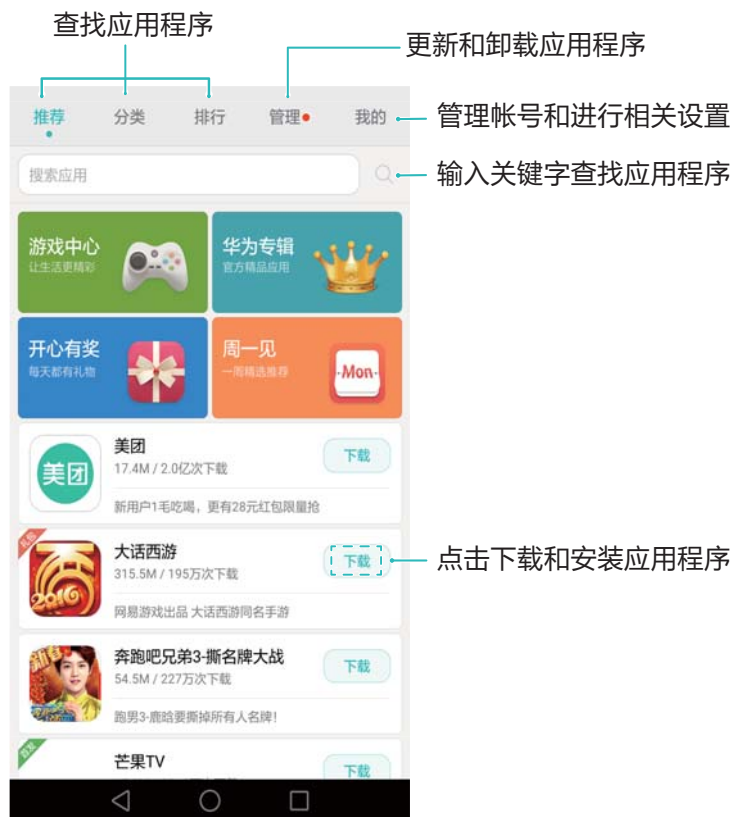 查找应用程序
更新和卸载应用程序
推荐 分类 排行 管理 我的
管理帐号和进行相关设置
搜索应用
输入关键字查找应用程序
游戏中心
让生活更精彩
华为专辑
官方精品应用
开心有奖
每天都有礼物
周一见
一周精选推荐
Mon
美团
美团
17.4M / 2.0亿次下载
下载
新用户1毛吃喝，更有28元红包限量抢
礼包
2016
大话西游
315.5M / 195万次下载
下载
点击下载和安装应用程序
网易游戏出品 大话西游同名手游
新春
奔跑吧兄弟3-撕名牌大战
54.5M / 227万次下载
下载
跑男3-鹿晗要撕掉所有人名牌！
首发
芒果TV
下载